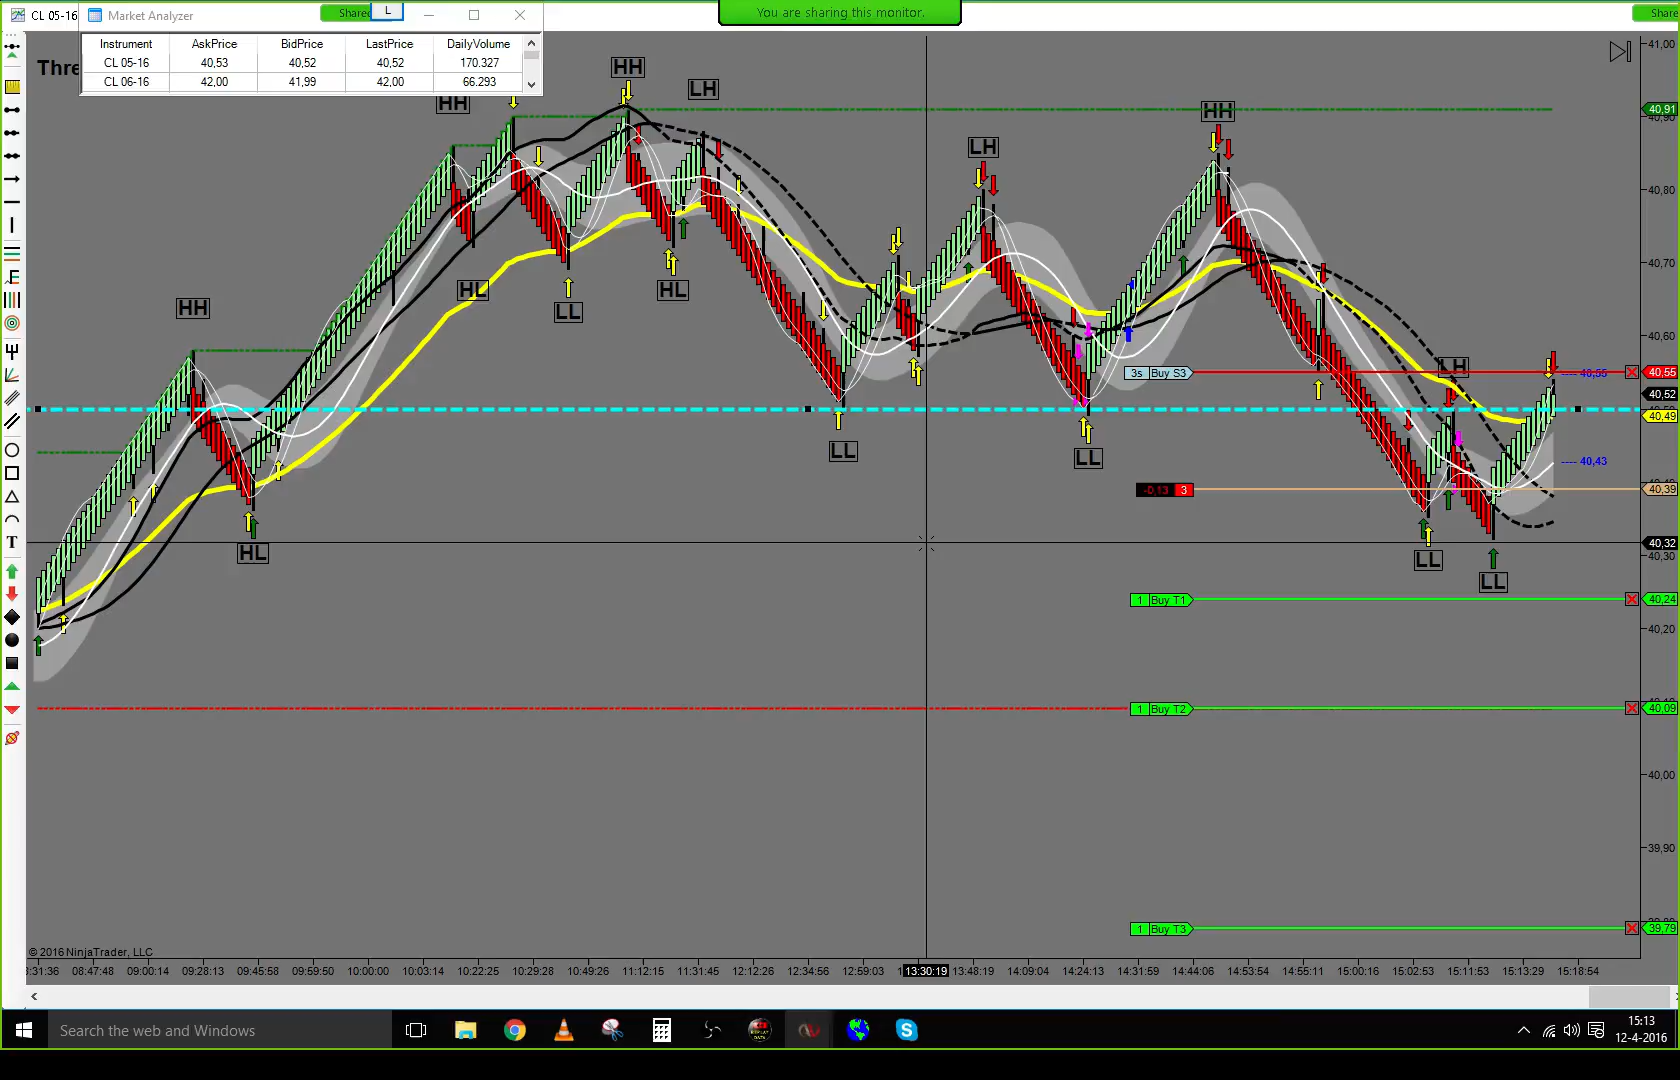 CL 05-16
Market Analyzer
Share
L
You are sharing this monitor.
Share
Instrument AskPrice BidPrice LastPrice DailyVolume
CL 05-16 40,53 40,52 40,52 170.327
CL 06-16 42,00 41,99 42,00 66.293
Thre
HH
HH
LH
HH
LH
HH
HL
LL
HL
HL
LL
LL
LH
LL
LL
41,00
40,91
40,90
40,80
40,70
40,60
3s Buy S3
40,55
40,55
40,52
40,49
40,43
-0,13 3
40,39
40,32
40,30
1 Buy T1
40,24
40,20
1 Buy T2
40,09
40,00
39,90
1 Buy T3
39,79
© 2016 NinjaTrader, LLC
:31:36 08:47:48 09:00:14 09:28:13 09:45:58 09:59:50 10:00:00 10:03:14 10:22:25 10:29:28 10:49:26 11:12:15 11:31:45 12:12:26 12:34:56 12:59:03 13:30:19 13:48:19 14:09:04 14:24:13 14:31:59 14:44:06 14:53:54 14:55:11 15:00:16 15:02:53 15:11:53 15:13:29 15:18:54
T
Search the web and Windows
15:13
12-4-2016